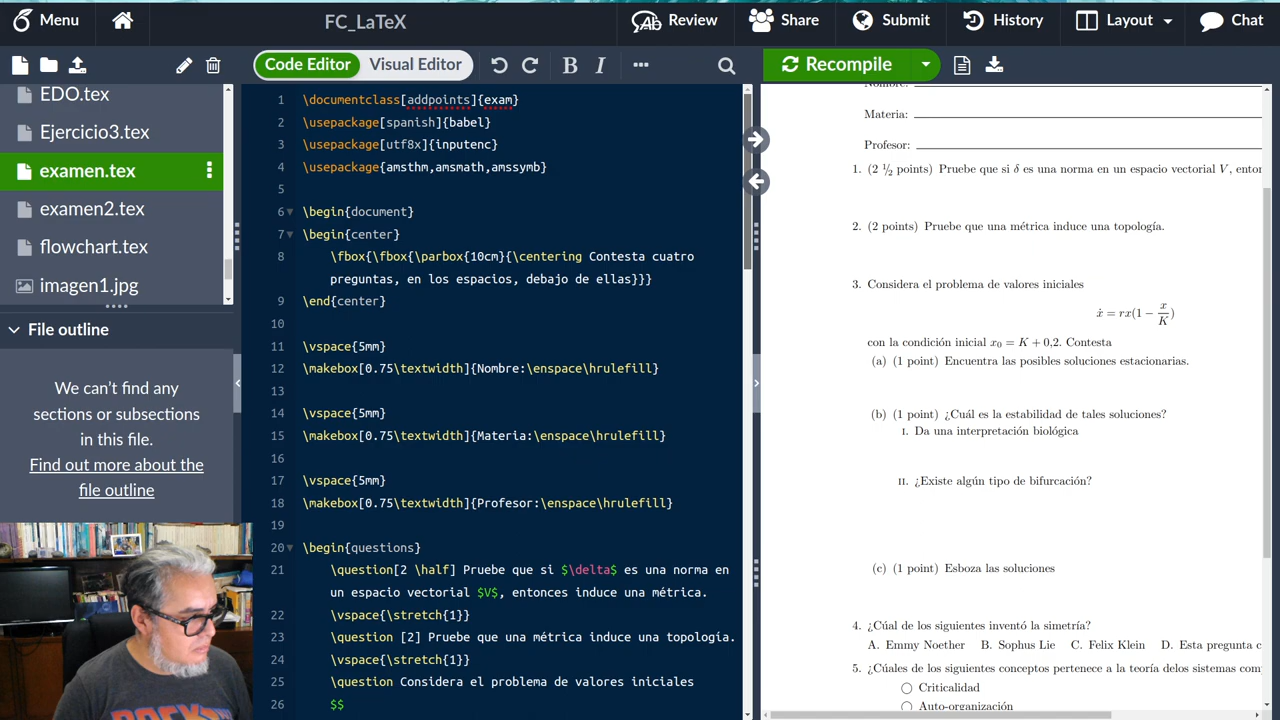 Menu
FC_LaTeX
Review
Share
Submit
History
Layout
Chat
Code Editor
Visual Editor
B
I
Recompile
EDO.tex
Ejercicio3.tex
examen.tex
examen2.tex
flowchart.tex
imagen1.jpg
File outline
We can't find any
sections or subsections
in this file.
Find out more about the
file outline
1 \documentclass[addpoints]{exam}
2 \usepackage[spanish]{babel}
3 \usepackage[utf8x]{inputenc}
4 \usepackage{amsthm,amsmath,amssymb}
5
6 \begin{document}
7 \begin{center}
8 \fbox{\fbox{\parbox{10cm}{\centering Contesta cuatro
preguntas, en los espacios, debajo de ellas}}}
9 \end{center}
10
11 \vspace{5mm}
12 \makebox[0.75\textwidth]{Nombre:\enspace\hrulefill}
13
14 \vspace{5mm}
15 \makebox[0.75\textwidth]{Materia:\enspace\hrulefill}
16
17 \vspace{5mm}
18 \makebox[0.75\textwidth]{Profesor:\enspace\hrulefill}
19
20 \begin{questions}
21 \question[2 \half] Pruebe que si $\delta$ es una norma en
un espacio vectorial $V$, entonces induce una métrica.
22 \vspace{\stretch{1}}
23 \question [2] Pruebe que una métrica induce una topología.
24 \vspace{\stretch{1}}
25 \question Considera el problema de valores iniciales
26 $$
Nombre:
Materia:
Profesor:
1. (2 1/2 points) Pruebe que si δ es una norma en un espacio vectorial V, enton
2. (2 points) Pruebe que una métrica induce una topología.
3. Considera el problema de valores iniciales
ẋ = rx(1 − x/K)
con la condición inicial x₀ = K + 0,2. Contesta
(a) (1 point) Encuentra las posibles soluciones estacionarias.
(b) (1 point) ¿Cuál es la estabilidad de tales soluciones?
I. Da una interpretación biológica
II. ¿Existe algún tipo de bifurcación?
(c) (1 point) Esboza las soluciones
4. ¿Cúal de los siguientes inventó la simetría?
A. Emmy Noether B. Sophus Lie C. Felix Klein D. Esta pregunta c
5. ¿Cúales de los siguientes conceptos pertenece a la teoría delos sistemas com
Criticalidad
Auto-organización